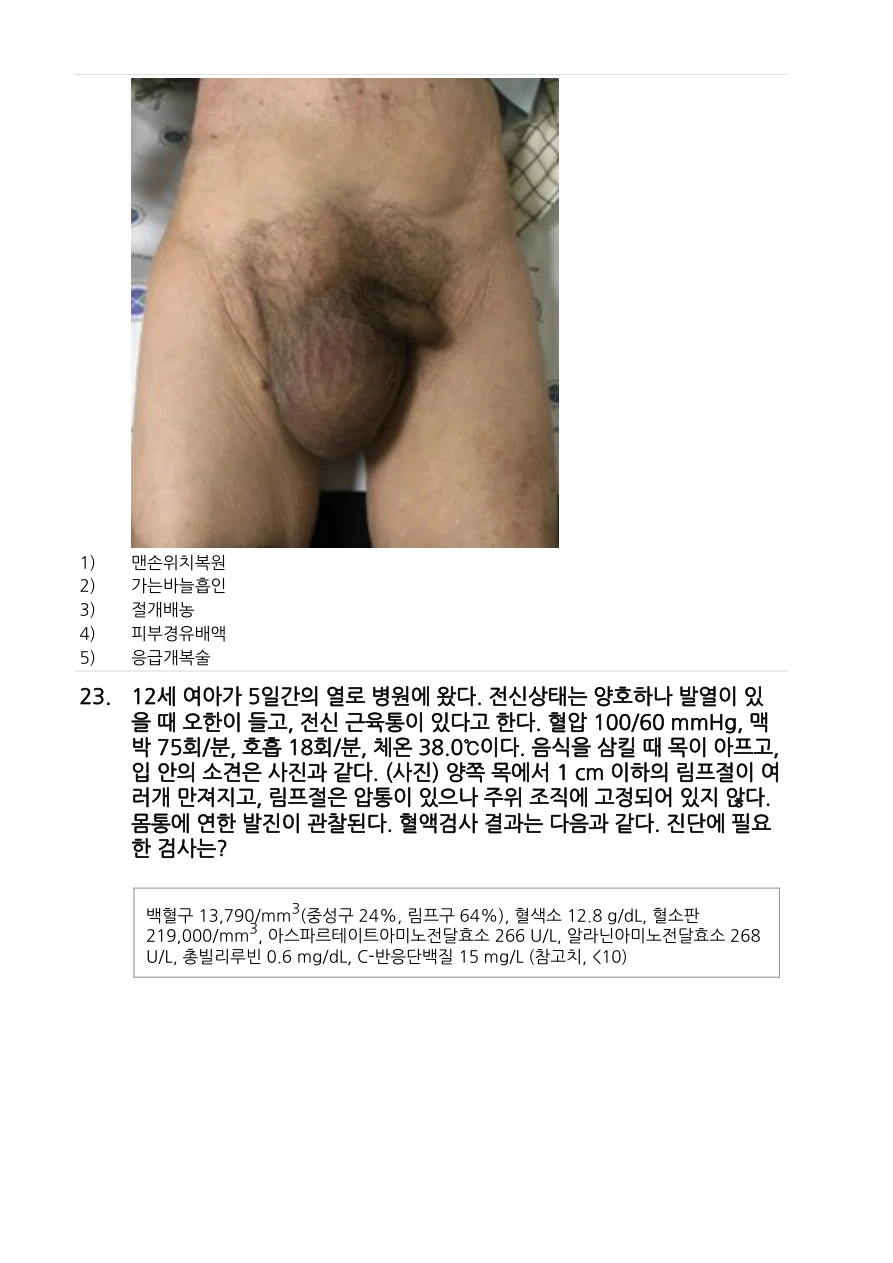 1) 맨손위치복원
2) 가는바늘흡인
3) 절개배농
4) 피부경유배액
5) 응급개복술
23. 12세 여아가 5일간의 열로 병원에 왔다. 전신상태는 양호하나 발열이 있
을 때 오한이 들고, 전신 근육통이 있다고 한다. 혈압 100/60 mmHg, 맥
박 75회/분, 호흡 18회/분, 체온 38.0℃이다. 음식을 삼킬 때 목이 아프고,
입 안의 소견은 사진과 같다. (사진) 양쪽 목에서 1 cm 이하의 림프절이 여
러개 만져지고, 림프절은 압통이 있으나 주위 조직에 고정되어 있지 않다.
몸통에 연한 발진이 관찰된다. 혈액검사 결과는 다음과 같다. 진단에 필요
한 검사는?
백혈구 13,790/mm³(중성구 24%, 림프구 64%), 혈색소 12.8 g/dL, 혈소판
219,000/mm³, 아스파르테이트아미노전달효소 266 U/L, 알라닌아미노전달효소 268
U/L, 총빌리루빈 0.6 mg/dL, C-반응단백질 15 mg/L (참고치, <10)